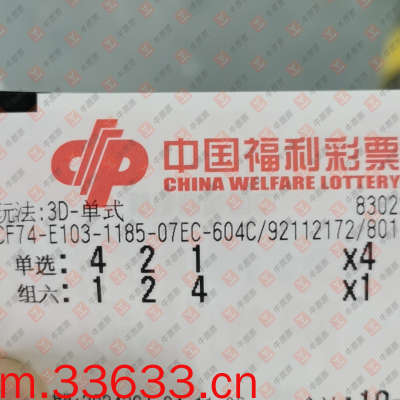 中国福利彩票
CHINA WELFARE LOTTERY
玩法:3D-单式 8302
CF74-E103-1185-07EC-604C/92112172/801
单选: 4 2 1 x4
组六: 1 2 4 x1
m.33633.cn